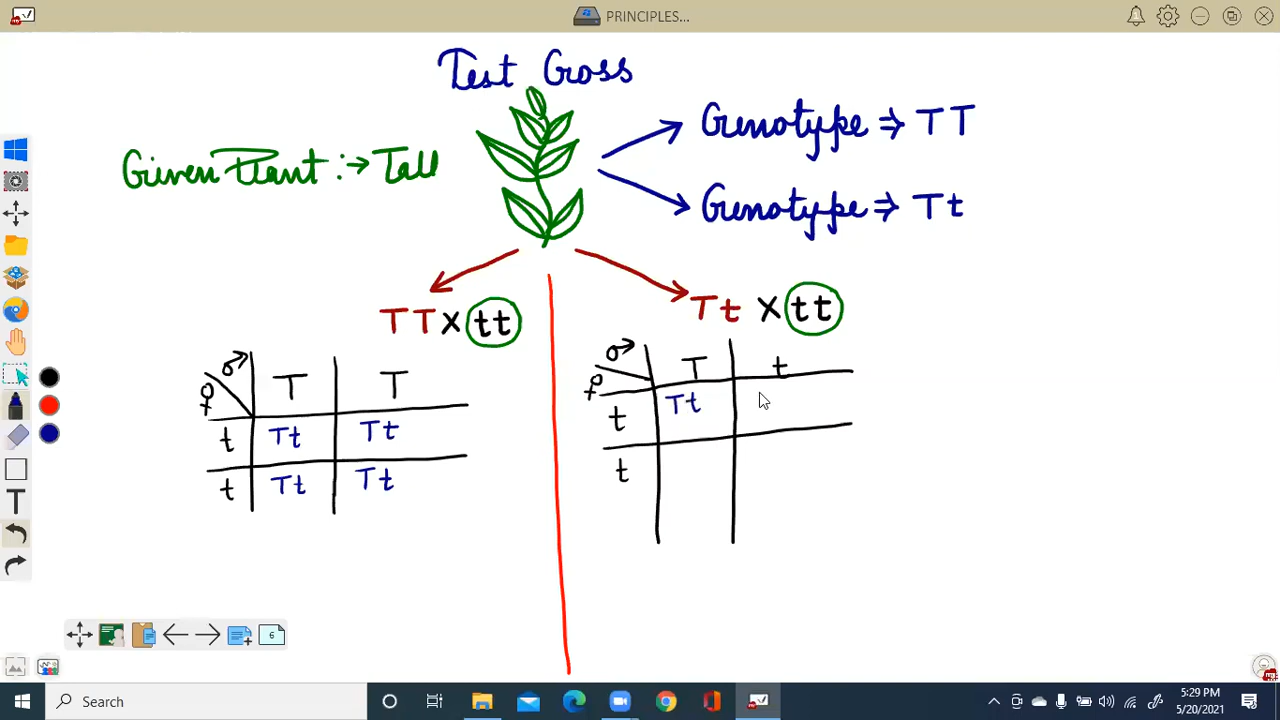 PRINCIPLES...
Test Cross
Given Plant :→ Tall
Genotype ⇒ TT
Genotype ⇒ Tt
TT X tt
Tt X tt
♂ T T
♀
t Tt Tt
t Tt Tt
♂ T t
♀
t Tt
t
6
Search
5:29 PM
5/20/2021